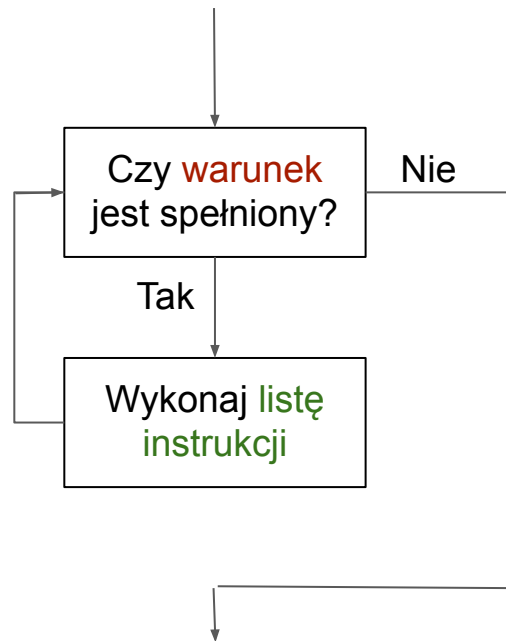 Czy warunek
jest spełniony?
Nie
Tak
Wykonaj listę
instrukcji